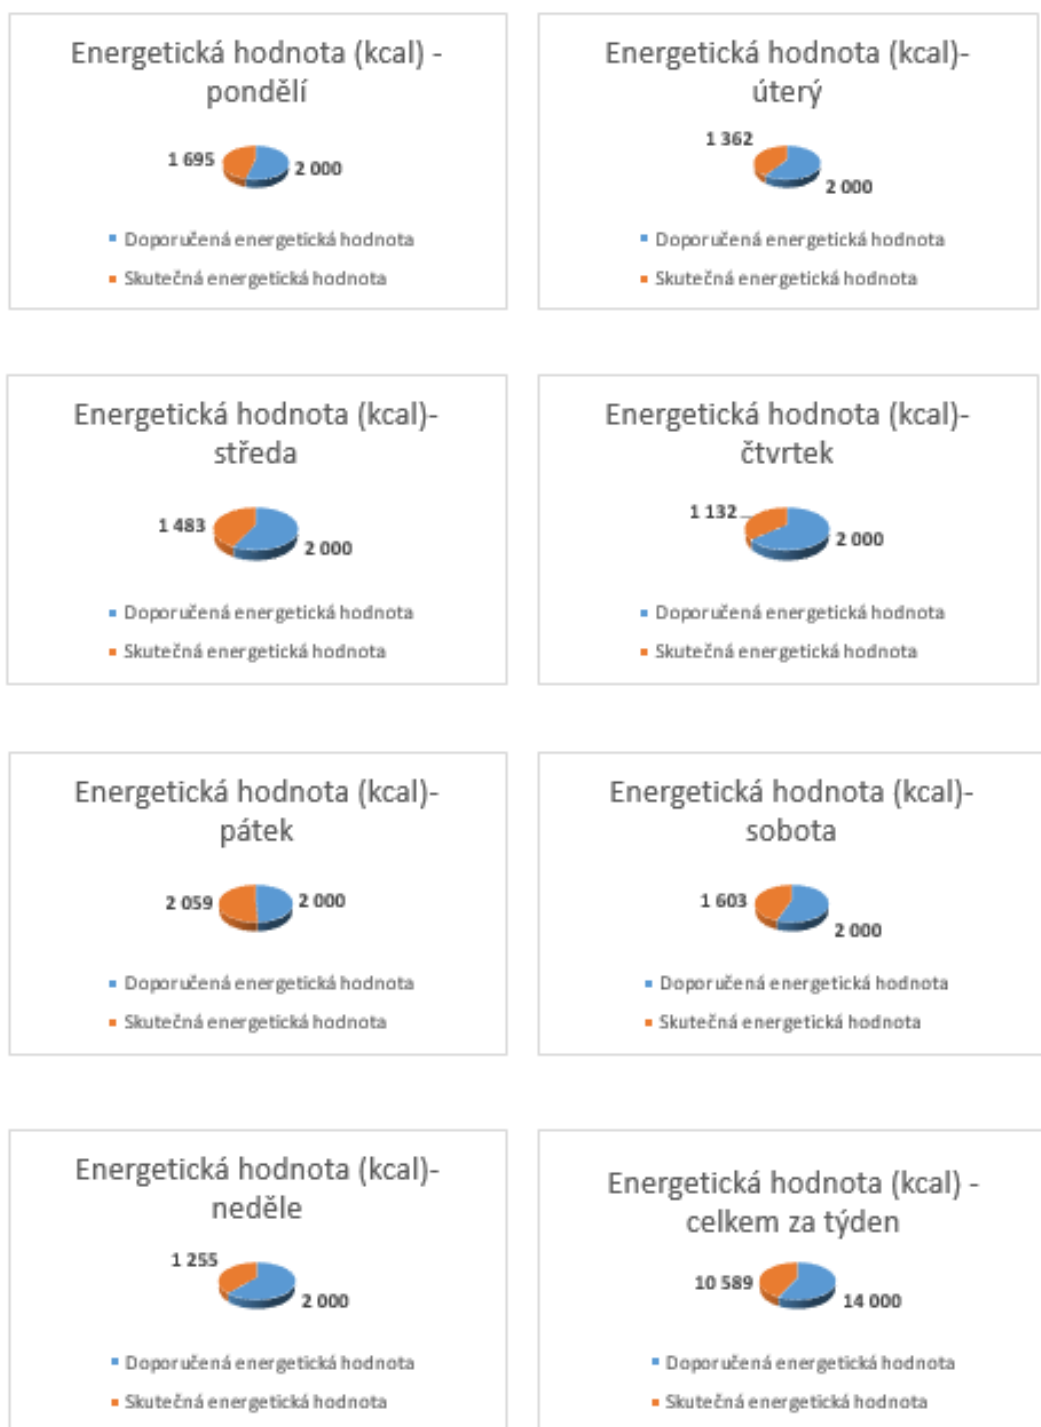 Energetická hodnota (kcal) -
pondělí
1 695
2 000
Doporučená energetická hodnota
Skutečná energetická hodnota
Energetická hodnota (kcal)-
úterý
1 362
2 000
Doporučená energetická hodnota
Skutečná energetická hodnota
Energetická hodnota (kcal)-
středa
1 483
2 000
Doporučená energetická hodnota
Skutečná energetická hodnota
Energetická hodnota (kcal)-
čtvrtek
1 132
2 000
Doporučená energetická hodnota
Skutečná energetická hodnota
Energetická hodnota (kcal)-
pátek
2 059
2 000
Doporučená energetická hodnota
Skutečná energetická hodnota
Energetická hodnota (kcal)-
sobota
1 603
2 000
Doporučená energetická hodnota
Skutečná energetická hodnota
Energetická hodnota (kcal)-
neděle
1 255
2 000
Doporučená energetická hodnota
Skutečná energetická hodnota
Energetická hodnota (kcal) -
celkem za týden
10 589
14 000
Doporučená energetická hodnota
Skutečná energetická hodnota